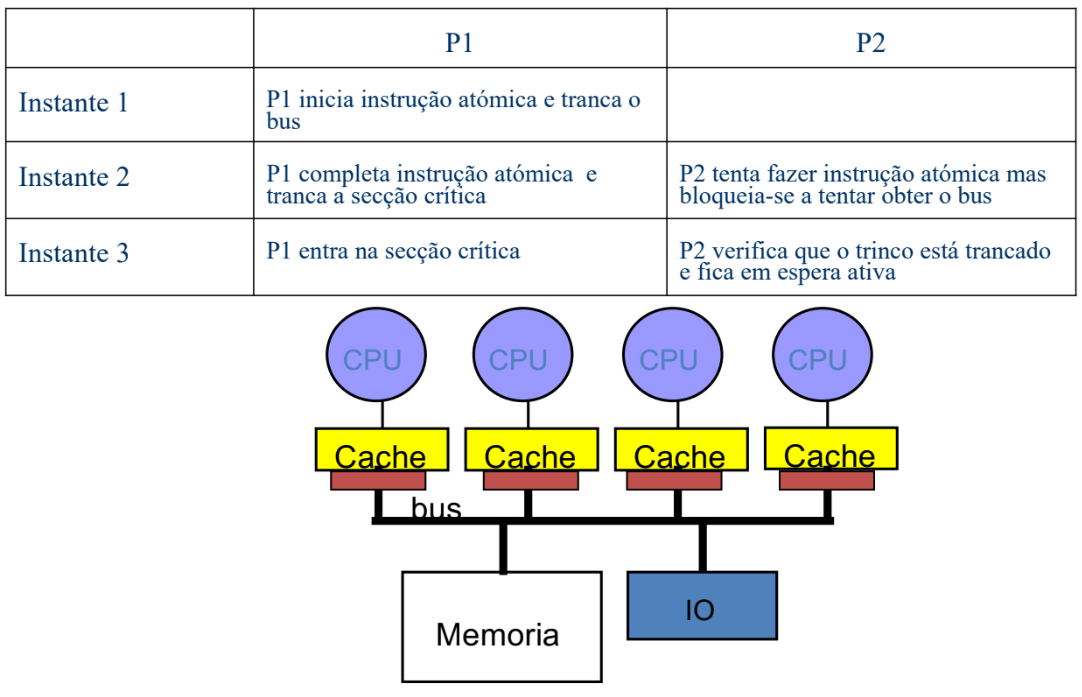 P1
P2
Instante 1
P1 inicia instrução atómica e tranca o
bus
Instante 2
P1 completa instrução atómica e
tranca a secção crítica
P2 tenta fazer instrução atómica mas
bloqueia-se a tentar obter o bus
Instante 3
P1 entra na secção crítica
P2 verifica que o trinco está trancado
e fica em espera ativa
CPU
CPU
CPU
CPU
Cache
Cache
Cache
Cache
bus
Memoria
IO